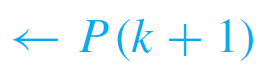 ← P(k + 1)